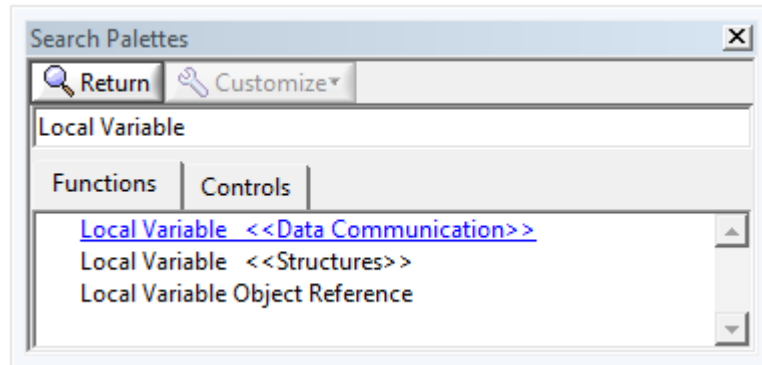 Search Palettes
Return Customize
Local Variable
Functions Controls
Local Variable <<Data Communication>>
Local Variable <<Structures>>
Local Variable Object Reference